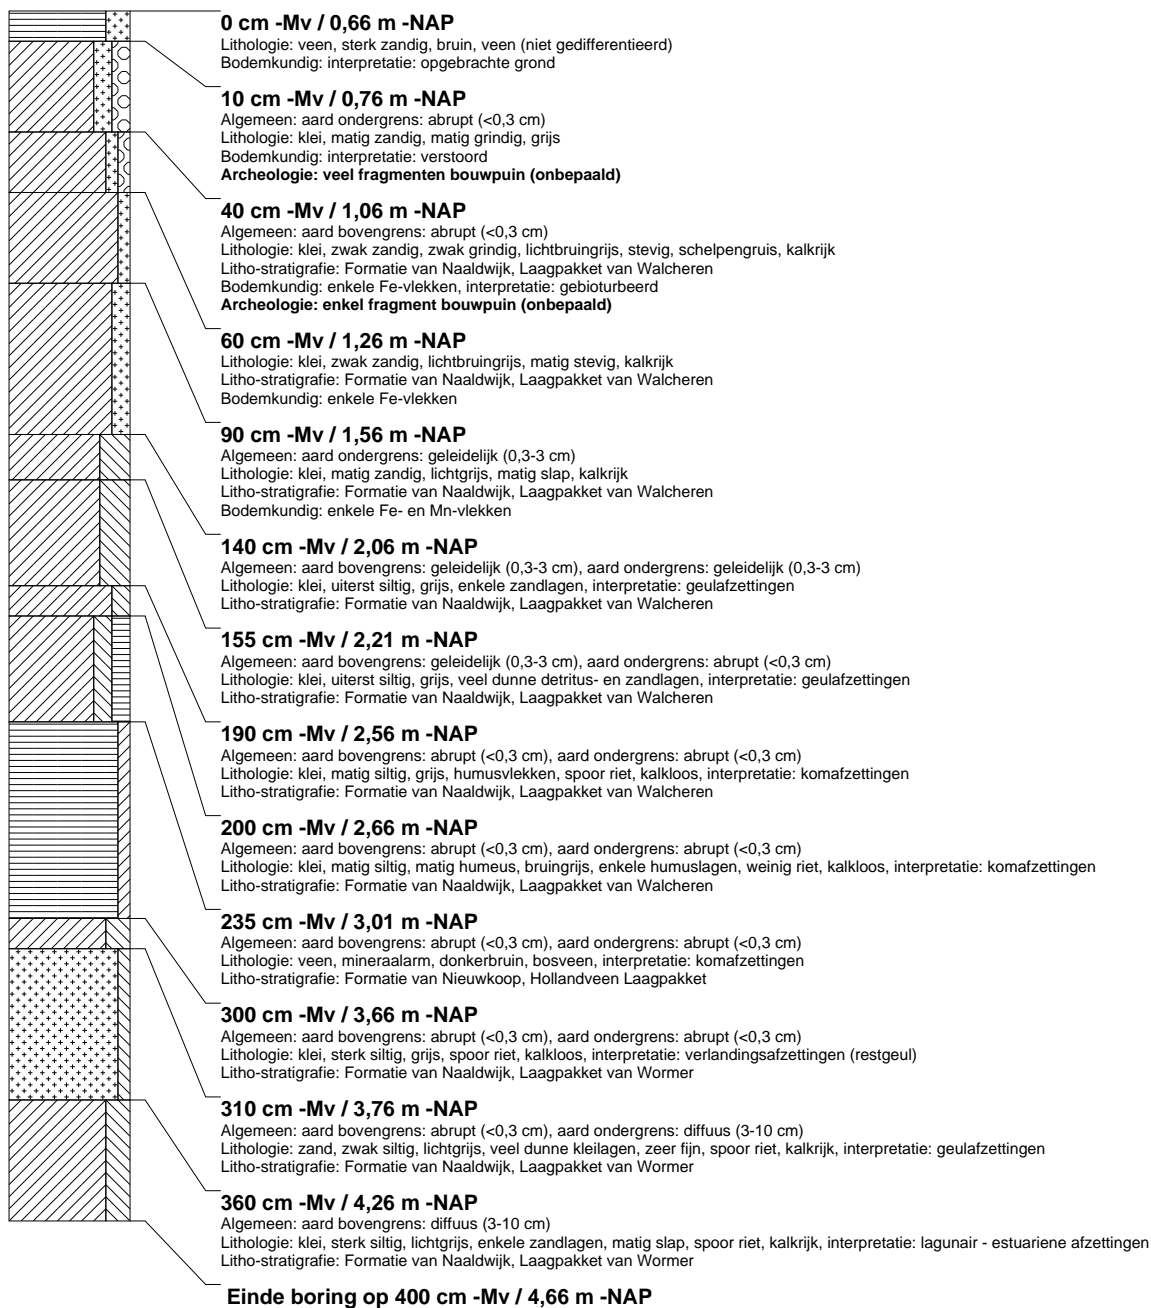 0 cm -Mv / 0,66 m -NAP
Lithologie: veen, sterk zandig, bruin, veen (niet gedifferentieerd)
Bodemkundig: interpretatie: opgebrachte grond
10 cm -Mv / 0,76 m -NAP
Algemeen: aard ondergrens: abrupt (<0,3 cm)
Lithologie: klei, matig zandig, matig grindig, grijs
Bodemkundig: interpretatie: verstoord
Archeologie: veel fragmenten bouwpuin (onbepaald)
40 cm -Mv / 1,06 m -NAP
Algemeen: aard bovengrens: abrupt (<0,3 cm)
Lithologie: klei, zwak zandig, zwak grindig, lichtbruingrijs, stevig, schelpengruis, kalkrijk
Litho-stratigrafie: Formatie van Naaldwijk, Laagpakket van Walcheren
Bodemkundig: enkele Fe-vlekken, interpretatie: gebioturbeerd
Archeologie: enkel fragment bouwpuin (onbepaald)
60 cm -Mv / 1,26 m -NAP
Lithologie: klei, zwak zandig, lichtbruingrijs, matig stevig, kalkrijk
Litho-stratigrafie: Formatie van Naaldwijk, Laagpakket van Walcheren
Bodemkundig: enkele Fe-vlekken
90 cm -Mv / 1,56 m -NAP
Algemeen: aard ondergrens: geleidelijk (0,3-3 cm)
Lithologie: klei, matig zandig, lichtgrijs, matig slap, kalkrijk
Litho-stratigrafie: Formatie van Naaldwijk, Laagpakket van Walcheren
Bodemkundig: enkele Fe- en Mn-vlekken
140 cm -Mv / 2,06 m -NAP
Algemeen: aard bovengrens: geleidelijk (0,3-3 cm), aard ondergrens: geleidelijk (0,3-3 cm)
Lithologie: klei, uiterst siltig, grijs, enkele zandlagen, interpretatie: geulafzettingen
Litho-stratigrafie: Formatie van Naaldwijk, Laagpakket van Walcheren
155 cm -Mv / 2,21 m -NAP
Algemeen: aard bovengrens: geleidelijk (0,3-3 cm), aard ondergrens: abrupt (<0,3 cm)
Lithologie: klei, uiterst siltig, grijs, veel dunne detritus- en zandlagen, interpretatie: geulafzettingen
Litho-stratigrafie: Formatie van Naaldwijk, Laagpakket van Walcheren
190 cm -Mv / 2,56 m -NAP
Algemeen: aard bovengrens: abrupt (<0,3 cm), aard ondergrens: abrupt (<0,3 cm)
Lithologie: klei, matig siltig, grijs, humusvlekken, spoor riet, kalkloos, interpretatie: komafzettingen
Litho-stratigrafie: Formatie van Naaldwijk, Laagpakket van Walcheren
200 cm -Mv / 2,66 m -NAP
Algemeen: aard bovengrens: abrupt (<0,3 cm), aard ondergrens: abrupt (<0,3 cm)
Lithologie: klei, matig siltig, matig humeus, bruingrijs, enkele humuslagen, weinig riet, kalkloos, interpretatie: komafzettingen
Litho-stratigrafie: Formatie van Naaldwijk, Laagpakket van Walcheren
235 cm -Mv / 3,01 m -NAP
Algemeen: aard bovengrens: abrupt (<0,3 cm), aard ondergrens: abrupt (<0,3 cm)
Lithologie: veen, mineraalarm, donkerbruin, bosveen, interpretatie: komafzettingen
Litho-stratigrafie: Formatie van Nieuwkoop, Hollandveen Laagpakket
300 cm -Mv / 3,66 m -NAP
Algemeen: aard bovengrens: abrupt (<0,3 cm), aard ondergrens: abrupt (<0,3 cm)
Lithologie: klei, sterk siltig, grijs, spoor riet, kalkloos, interpretatie: verlandingsafzettingen (restgeul)
Litho-stratigrafie: Formatie van Naaldwijk, Laagpakket van Wormer
310 cm -Mv / 3,76 m -NAP
Algemeen: aard bovengrens: abrupt (<0,3 cm), aard ondergrens: diffuus (3-10 cm)
Lithologie: zand, zwak siltig, lichtgrijs, veel dunne kleilagen, zeer fijn, spoor riet, kalkrijk, interpretatie: geulafzettingen
Litho-stratigrafie: Formatie van Naaldwijk, Laagpakket van Wormer
360 cm -Mv / 4,26 m -NAP
Algemeen: aard bovengrens: diffuus (3-10 cm)
Lithologie: klei, sterk siltig, lichtgrijs, enkele zandlagen, matig slap, spoor riet, kalkrijk, interpretatie: lagunair - estuariene afzettingen
Litho-stratigrafie: Formatie van Naaldwijk, Laagpakket van Wormer
Einde boring op 400 cm -Mv / 4,66 m -NAP